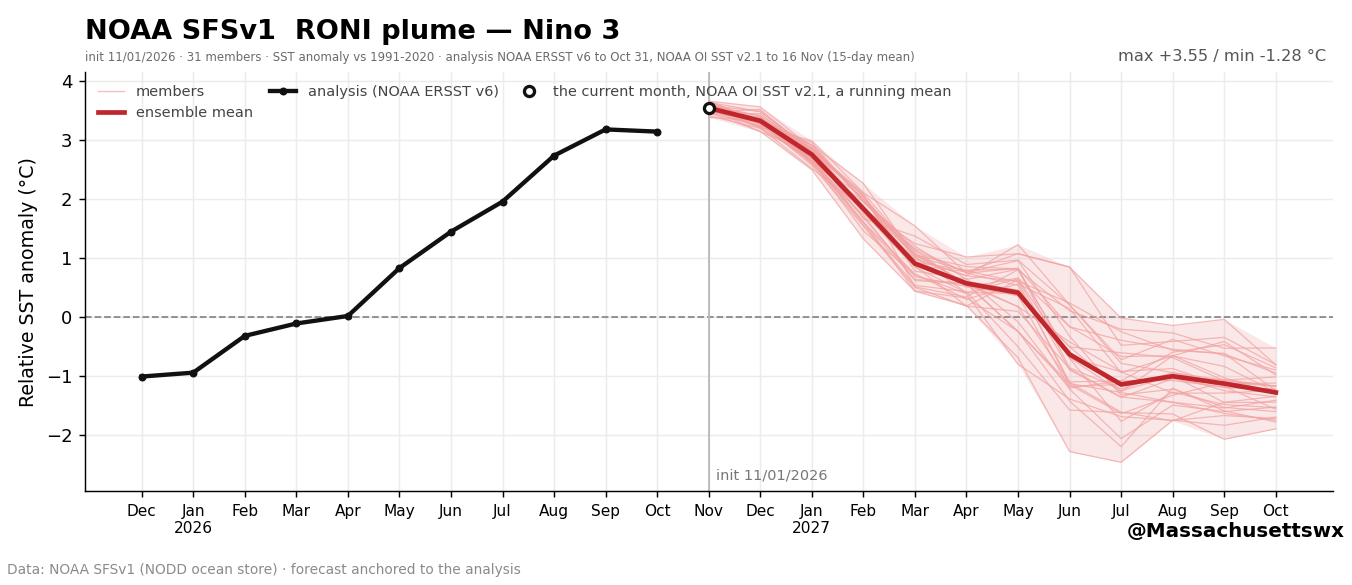 NOAA SFSv1  RONI plume — Nino 3
init 11/01/2026 · 31 members · SST anomaly vs 1991-2020 · analysis NOAA ERSST v6 to Oct 31, NOAA OI SST v2.1 to 16 Nov (15-day mean)
max +3.55 / min -1.28 °C
members
analysis (NOAA ERSST v6)
the current month, NOAA OI SST v2.1, a running mean
ensemble mean
Relative SST anomaly (°C)
4
3
2
1
0
−1
−2
init 11/01/2026
Dec Jan Feb Mar Apr May Jun Jul Aug Sep Oct Nov Dec Jan Feb Mar Apr May Jun Jul Aug Sep Oct
2026 2027
@Massachusettswx
Data: NOAA SFSv1 (NODD ocean store) · forecast anchored to the analysis